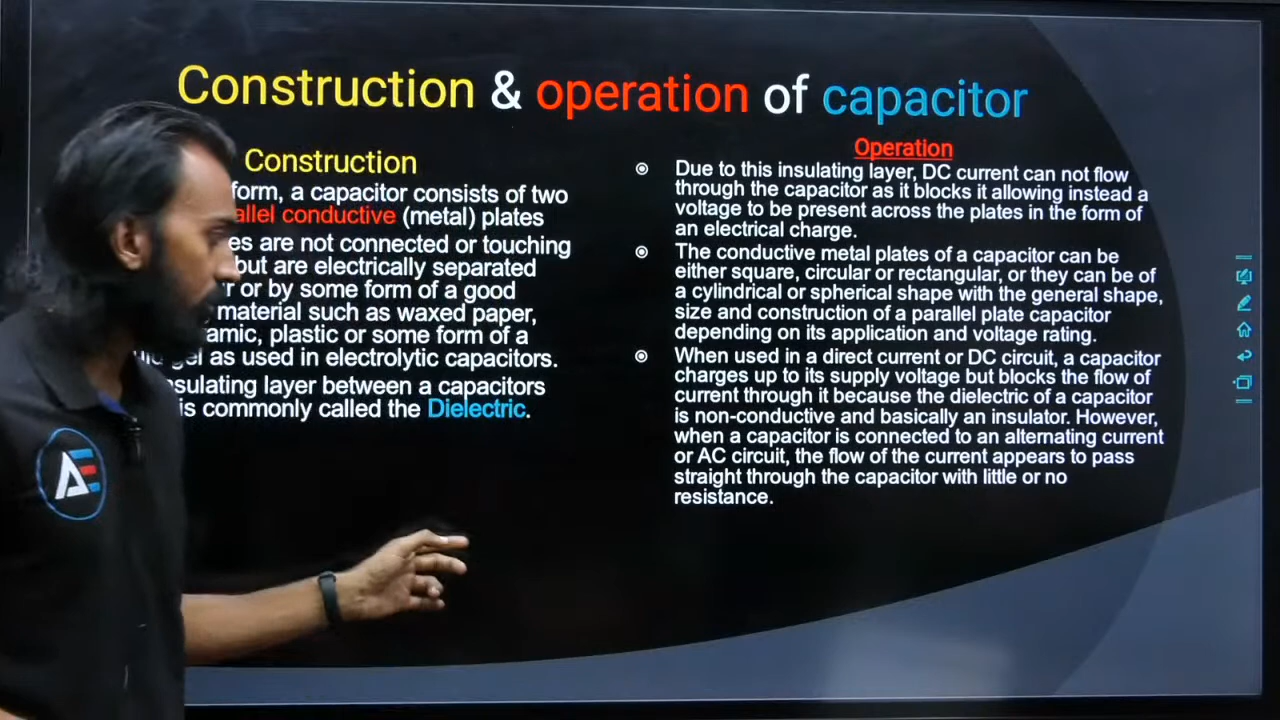 Construction & operation of capacitor
Construction
form, a capacitor consists of two
allel conductive (metal) plates
es are not connected or touching
but are electrically separated
or by some form of a good
material such as waxed paper,
amic, plastic or some form of a
gel as used in electrolytic capacitors.
nsulating layer between a capacitors
is commonly called the Dielectric.
Operation
Due to this insulating layer, DC current can not flow
through the capacitor as it blocks it allowing instead a
voltage to be present across the plates in the form of
an electrical charge.
The conductive metal plates of a capacitor can be
either square, circular or rectangular, or they can be of
a cylindrical or spherical shape with the general shape,
size and construction of a parallel plate capacitor
depending on its application and voltage rating.
When used in a direct current or DC circuit, a capacitor
charges up to its supply voltage but blocks the flow of
current through it because the dielectric of a capacitor
is non-conductive and basically an insulator. However,
when a capacitor is connected to an alternating current
or AC circuit, the flow of the current appears to pass
straight through the capacitor with little or no
resistance.